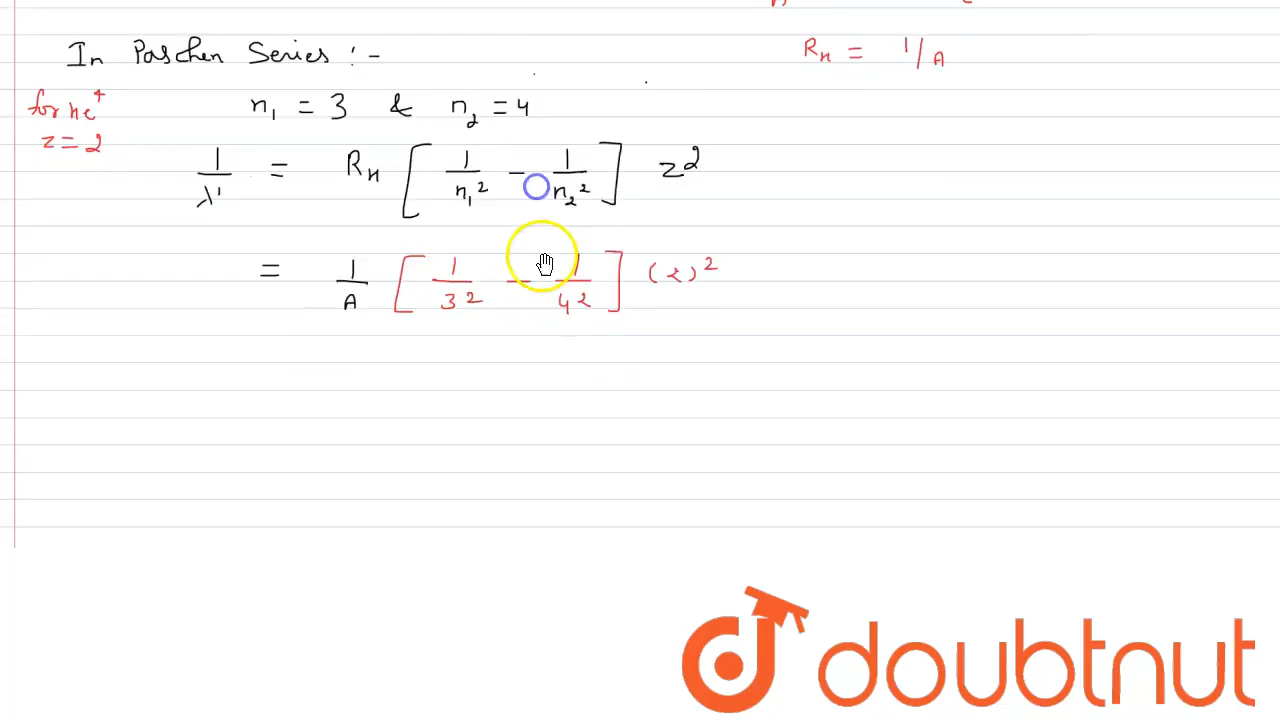 In Paschen Series :-
R_H = 1/A
for He⁺
z = 2
n₁ = 3 & n₂ = 4
1/λ' = R_H [ 1/n₁² - 1/n₂² ] z²
= 1/A [ 1/3² - 1/4² ] (2)²
doubtnut